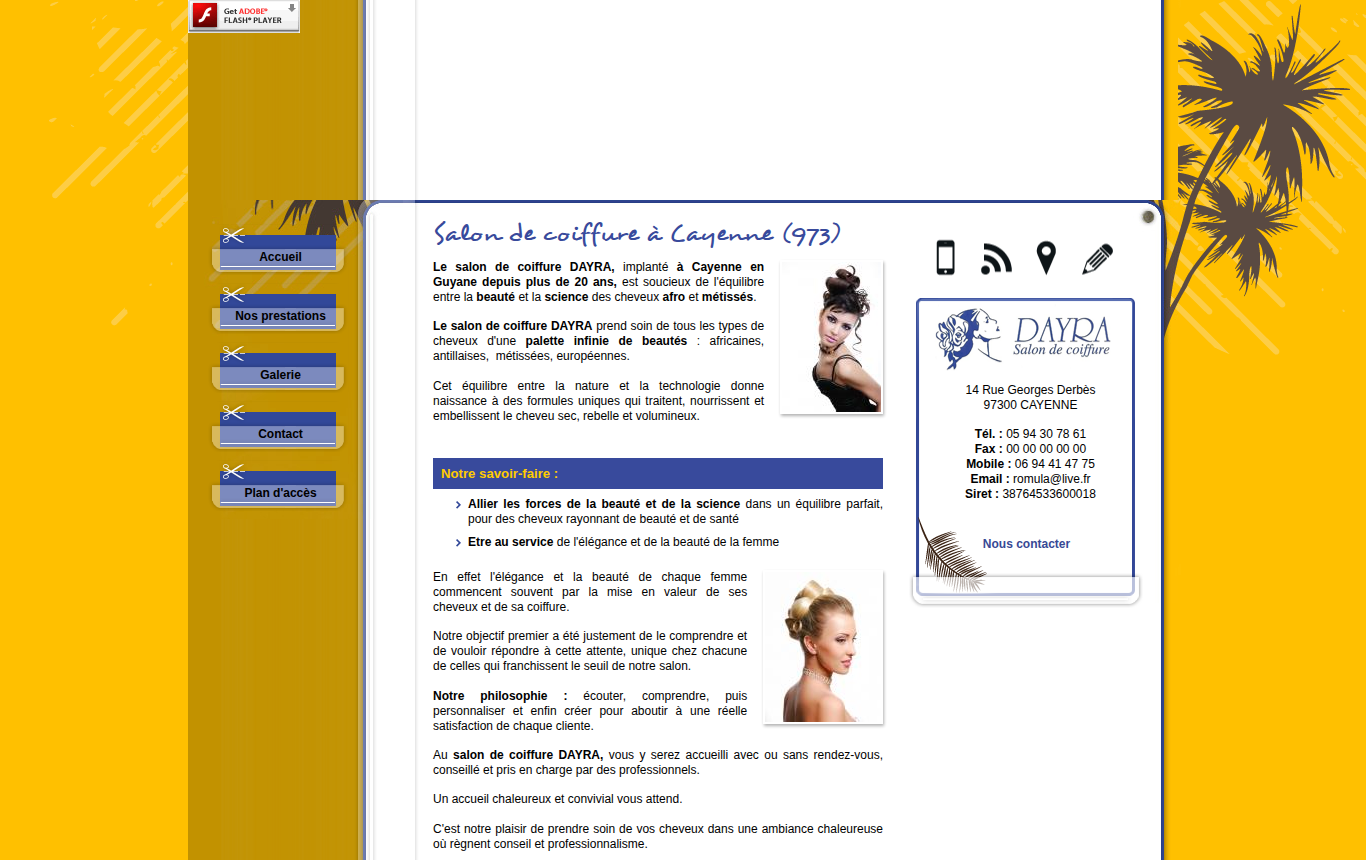 Get ADOBE®
FLASH® PLAYER
Accueil
Nos prestations
Galerie
Contact
Plan d'accès
Salon de coiffure à Cayenne (973)
Le salon de coiffure DAYRA, implanté à Cayenne en
Guyane depuis plus de 20 ans, est soucieux de l'équilibre
entre la beauté et la science des cheveux afro et métissés.
Le salon de coiffure DAYRA prend soin de tous les types de
cheveux d'une palette infinie de beautés : africaines,
antillaises, métissées, européennes.
Cet équilibre entre la nature et la technologie donne
naissance à des formules uniques qui traitent, nourrissent et
embellissent le cheveu sec, rebelle et volumineux.
Notre savoir-faire :
Allier les forces de la beauté et de la science dans un équilibre parfait,
pour des cheveux rayonnant de beauté et de santé
Etre au service de l'élégance et de la beauté de la femme
En effet l'élégance et la beauté de chaque femme
commencent souvent par la mise en valeur de ses
cheveux et de sa coiffure.
Notre objectif premier a été justement de le comprendre et
de vouloir répondre à cette attente, unique chez chacune
de celles qui franchissent le seuil de notre salon.
Notre philosophie : écouter, comprendre, puis
personnaliser et enfin créer pour aboutir à une réelle
satisfaction de chaque cliente.
Au salon de coiffure DAYRA, vous y serez accueilli avec ou sans rendez-vous,
conseillé et pris en charge par des professionnels.
Un accueil chaleureux et convivial vous attend.
C'est notre plaisir de prendre soin de vos cheveux dans une ambiance chaleureuse
où règnent conseil et professionnalisme.
DAYRA
Salon de coiffure
14 Rue Georges Derbès
97300 CAYENNE
Tél. : 05 94 30 78 61
Fax : 00 00 00 00 00
Mobile : 06 94 41 47 75
Email : romula@live.fr
Siret : 38764533600018
Nous contacter